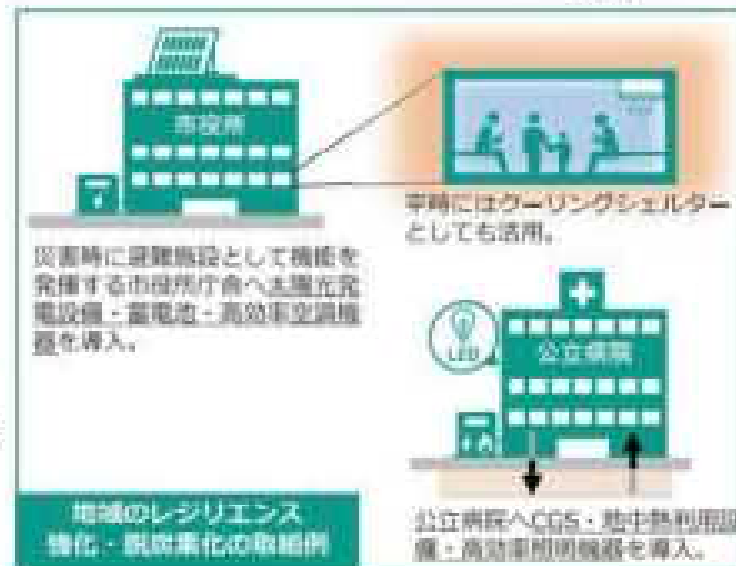 市役所
平時にはクーリングシェルター
としても活用。
災害時に避難施設として機能を
発揮する市役所庁舎へ太陽光発
電設備・蓄電池・高効率空調機
器を導入。
LED
公立病院
地域のレジリエンス
強化・脱炭素化の取組例
公立病院へCGS・地中熱利用設
備・高効率照明機器を導入。